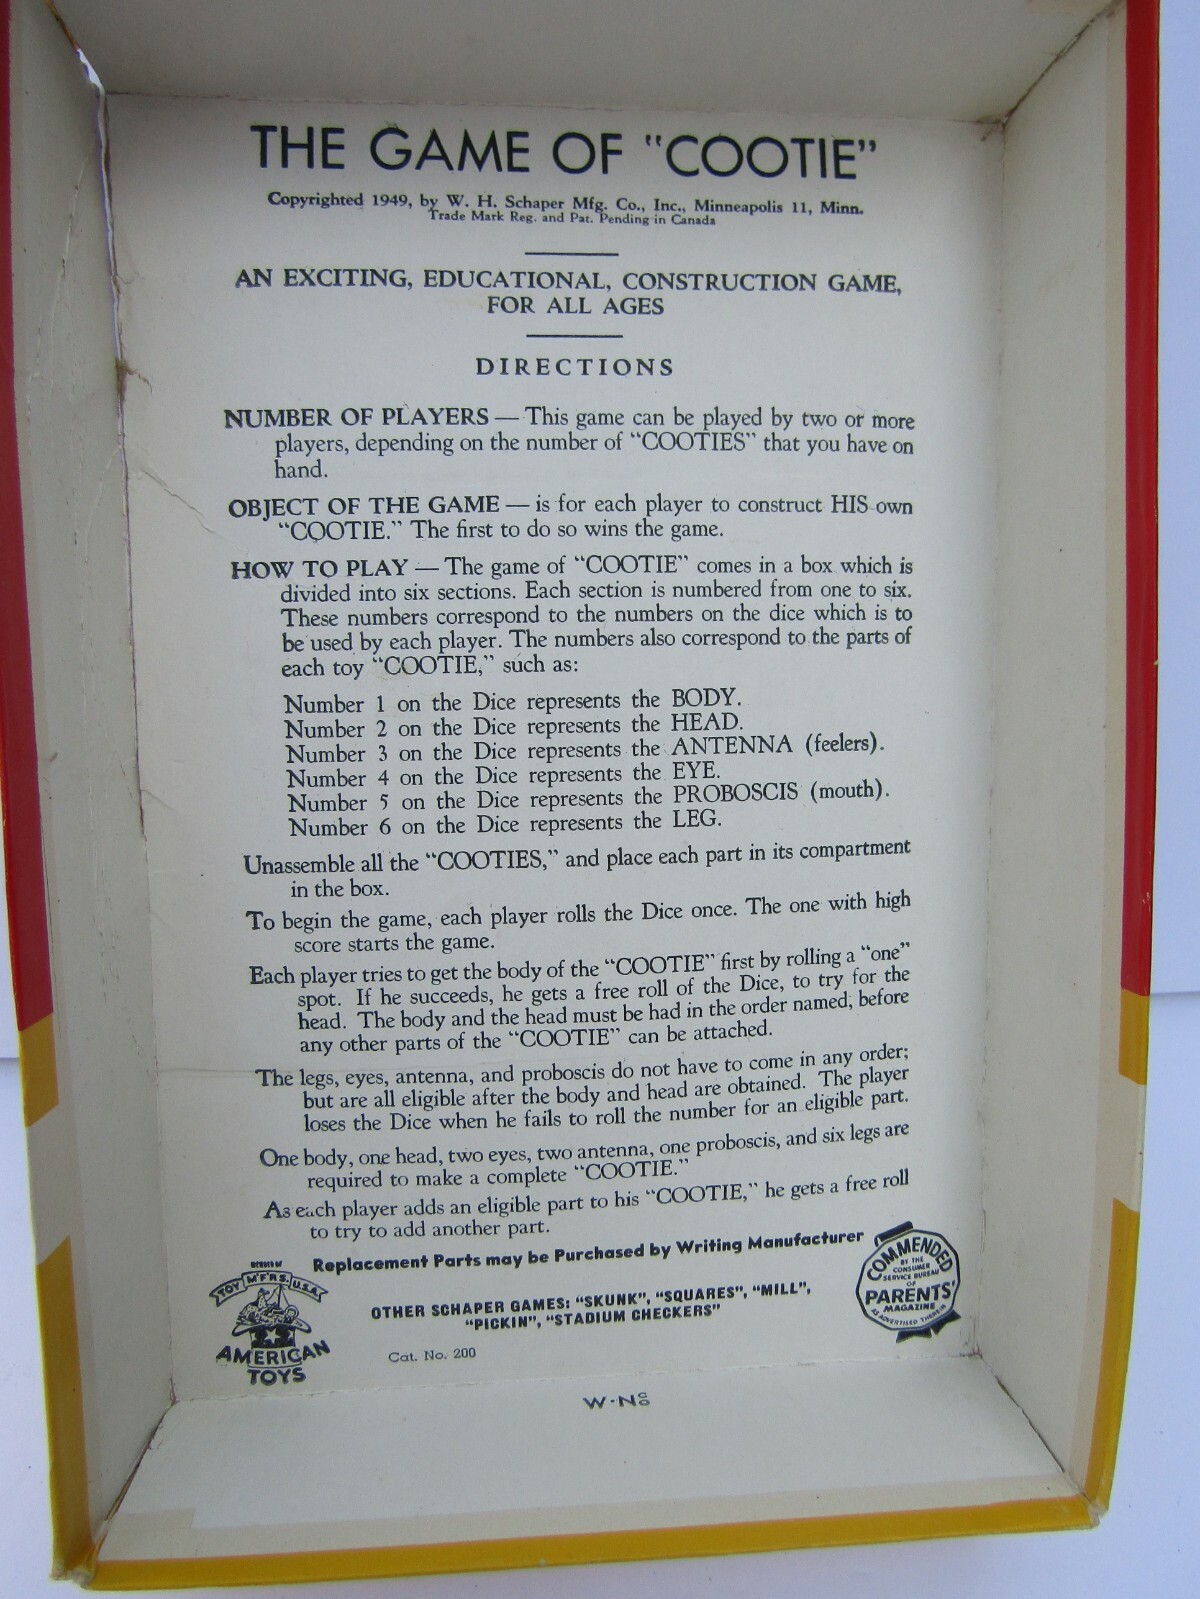 THE GAME OF "COOTIE"
Copyrighted 1949, by W. H. Schaper Mfg. Co., Inc., Minneapolis 11, Minn.
Trade Mark Reg. and Pat. Pending in Canada
AN EXCITING, EDUCATIONAL, CONSTRUCTION GAME,
FOR ALL AGES
DIRECTIONS
NUMBER OF PLAYERS — This game can be played by two or more
players, depending on the number of "COOTIES" that you have on
hand.
OBJECT OF THE GAME — is for each player to construct HIS own
"COOTIE." The first to do so wins the game.
HOW TO PLAY — The game of "COOTIE" comes in a box which is
divided into six sections. Each section is numbered from one to six.
These numbers correspond to the numbers on the dice which is to
be used by each player. The numbers also correspond to the parts of
each toy "COOTIE," such as:
Number 1 on the Dice represents the BODY.
Number 2 on the Dice represents the HEAD.
Number 3 on the Dice represents the ANTENNA (feelers).
Number 4 on the Dice represents the EYE.
Number 5 on the Dice represents the PROBOSCIS (mouth).
Number 6 on the Dice represents the LEG.
Unassemble all the "COOTIES," and place each part in its compartment
in the box.
To begin the game, each player rolls the Dice once. The one with high
score starts the game.
Each player tries to get the body of the "COOTIE" first by rolling a "one"
spot. If he succeeds, he gets a free roll of the Dice, to try for the
head. The body and the head must be had in the order named, before
any other parts of the "COOTIE" can be attached.
The legs, eyes, antenna, and proboscis do not have to come in any order;
but are all eligible after the body and head are obtained. The player
loses the Dice when he fails to roll the number for an eligible part.
One body, one head, two eyes, two antenna, one proboscis, and six legs are
required to make a complete "COOTIE."
As each player adds an eligible part to his "COOTIE," he gets a free roll
to try to add another part.
Replacement Parts may be Purchased by Writing Manufacturer
OTHER SCHAPER GAMES: "SKUNK", "SQUARES", "MILL",
"PICKIN", "STADIUM CHECKERS"
Cat. No. 200
TOY M'F'RS. U.S.A.
AMERICAN
TOYS
COMMENDED
BY THE
CONSUMER
SERVICE BUREAU
OF
PARENTS'
MAGAZINE
AS ADVERTISED THEREIN
W-N Co